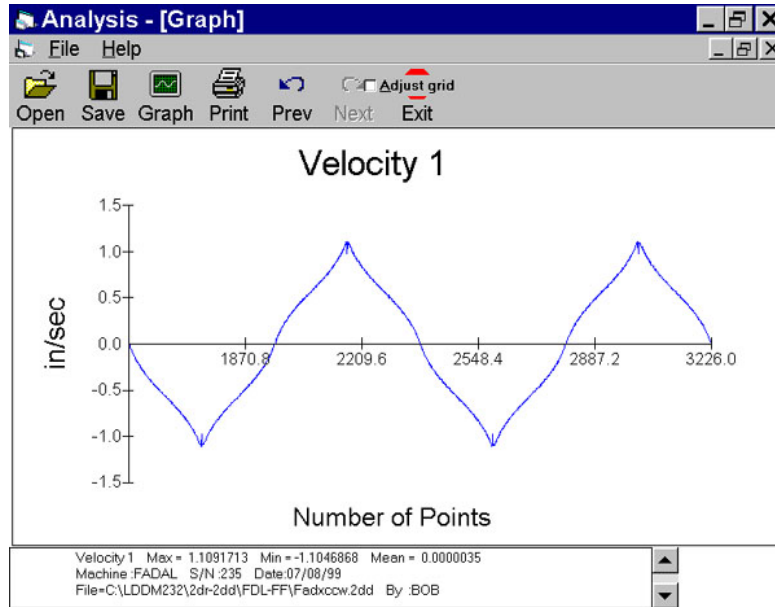 Analysis - [Graph]
File Help
Open Save Graph Print Prev Next Adjust grid Exit
Velocity 1
in/sec
1.5
1.0
0.5
0.0
-0.5
-1.0
-1.5
1870.8 2209.6 2548.4 2887.2 3226.0
Number of Points
Velocity 1 Max = 1.1091713 Min = -1.1046868 Mean = 0.0000035
Machine :FADAL S/N :235 Date:07/08/99
File=C:\LDDM232\2dr-2dd\FDL-FF\Fadxccw.2dd By :BOB